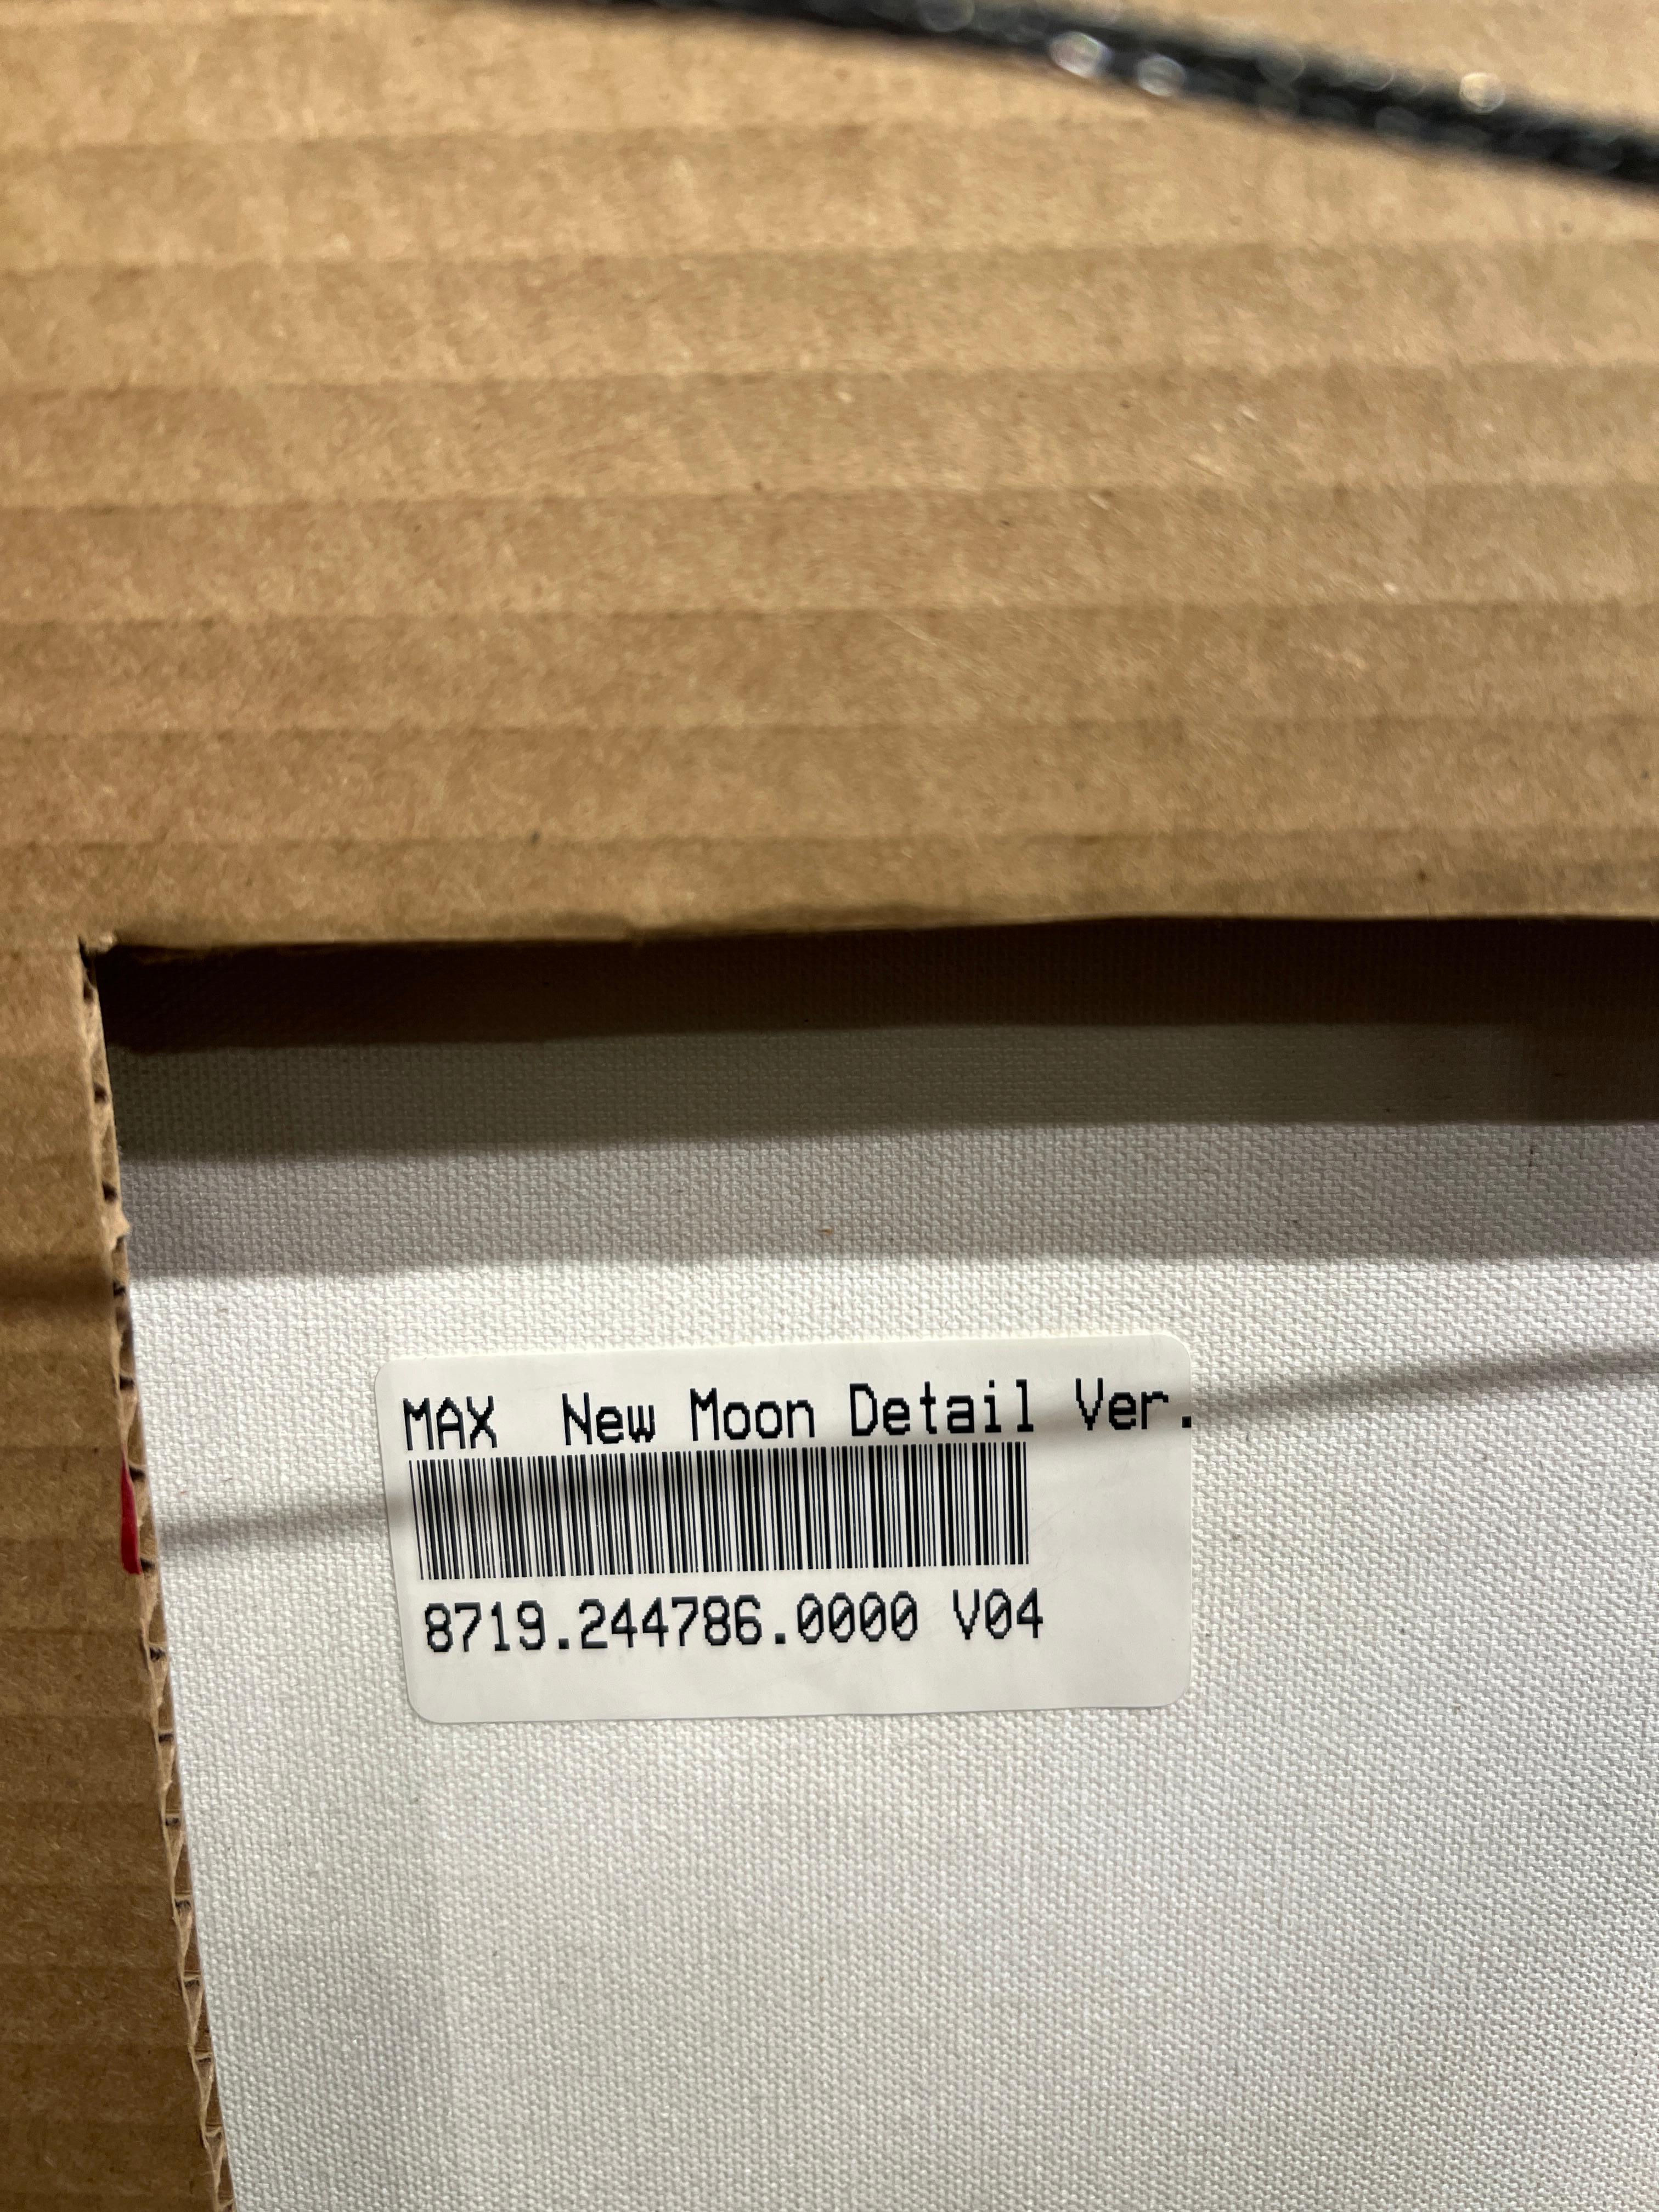 MAX  New Moon Detail Ver.
8719.244786.0000 V04